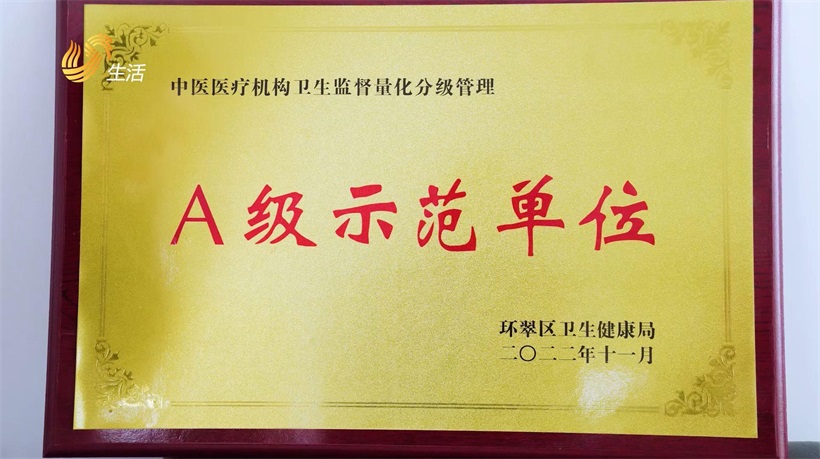 生活
中医医疗机构卫生监督量化分级管理
A级示范单位
环翠区卫生健康局
二〇二二年十一月